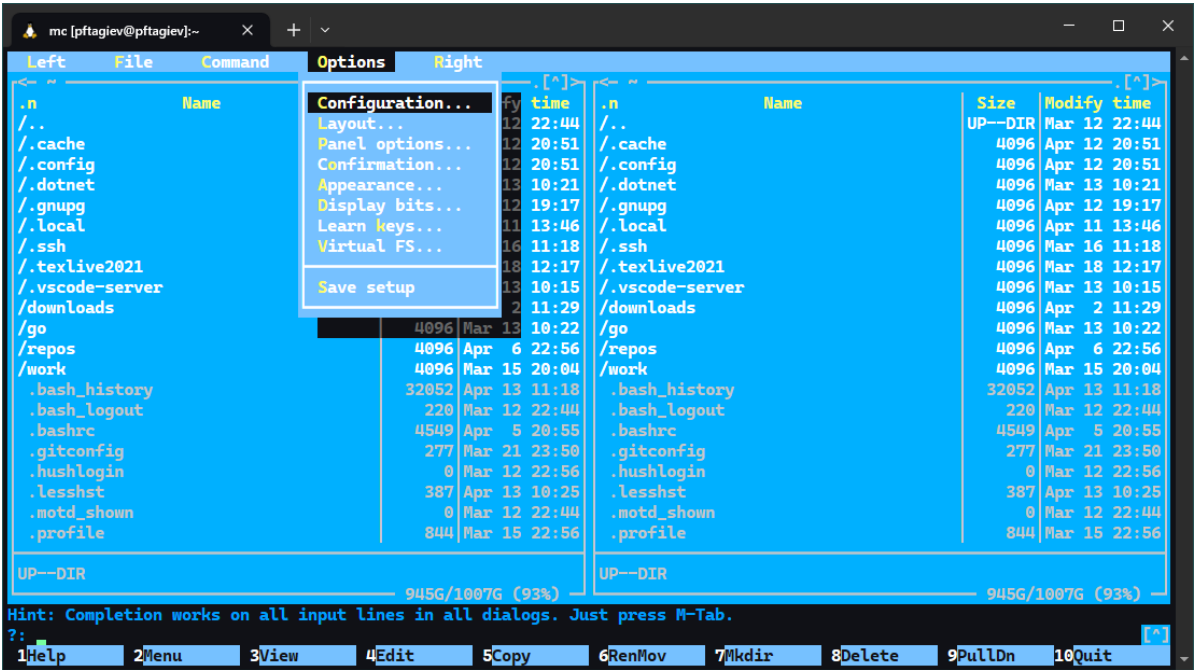 mc [pftagiev@pftagiev]:~
Left File Command Options Right
<- ~ .[^]> <- ~ .[^]>
.n Name Configuration... fy time .n Name Size Modify time
/.. Layout... 12 22:44 /.. UP--DIR Mar 12 22:44
/.cache Panel options... 12 20:51 /.cache 4096 Apr 12 20:51
/.config Confirmation... 12 20:51 /.config 4096 Apr 12 20:51
/.dotnet Appearance... 13 10:21 /.dotnet 4096 Mar 13 10:21
/.gnupg Display bits... 12 19:17 /.gnupg 4096 Apr 12 19:17
/.local Learn keys... 11 13:46 /.local 4096 Apr 11 13:46
/.ssh Virtual FS... 16 11:18 /.ssh 4096 Mar 16 11:18
/.texlive2021 18 12:17 /.texlive2021 4096 Mar 18 12:17
/.vscode-server Save setup 13 10:15 /.vscode-server 4096 Mar 13 10:15
/downloads 2 11:29 /downloads 4096 Apr 2 11:29
/go 4096 Mar 13 10:22 /go 4096 Mar 13 10:22
/repos 4096 Apr 6 22:56 /repos 4096 Apr 6 22:56
/work 4096 Mar 15 20:04 /work 4096 Mar 15 20:04
.bash_history 32052 Apr 13 11:18 .bash_history 32052 Apr 13 11:18
.bash_logout 220 Mar 12 22:44 .bash_logout 220 Mar 12 22:44
.bashrc 4549 Apr 5 20:55 .bashrc 4549 Apr 5 20:55
.gitconfig 277 Mar 21 23:50 .gitconfig 277 Mar 21 23:50
.hushlogin 0 Mar 12 22:56 .hushlogin 0 Mar 12 22:56
.lesshst 387 Apr 13 10:25 .lesshst 387 Apr 13 10:25
.motd_shown 0 Mar 12 22:44 .motd_shown 0 Mar 12 22:44
.profile 844 Mar 15 22:56 .profile 844 Mar 15 22:56
UP--DIR UP--DIR
945G/1007G (93%) 945G/1007G (93%)
Hint: Completion works on all input lines in all dialogs. Just press M-Tab.
?: [^]
1Help 2Menu 3View 4Edit 5Copy 6RenMov 7Mkdir 8Delete 9PullDn 10Quit